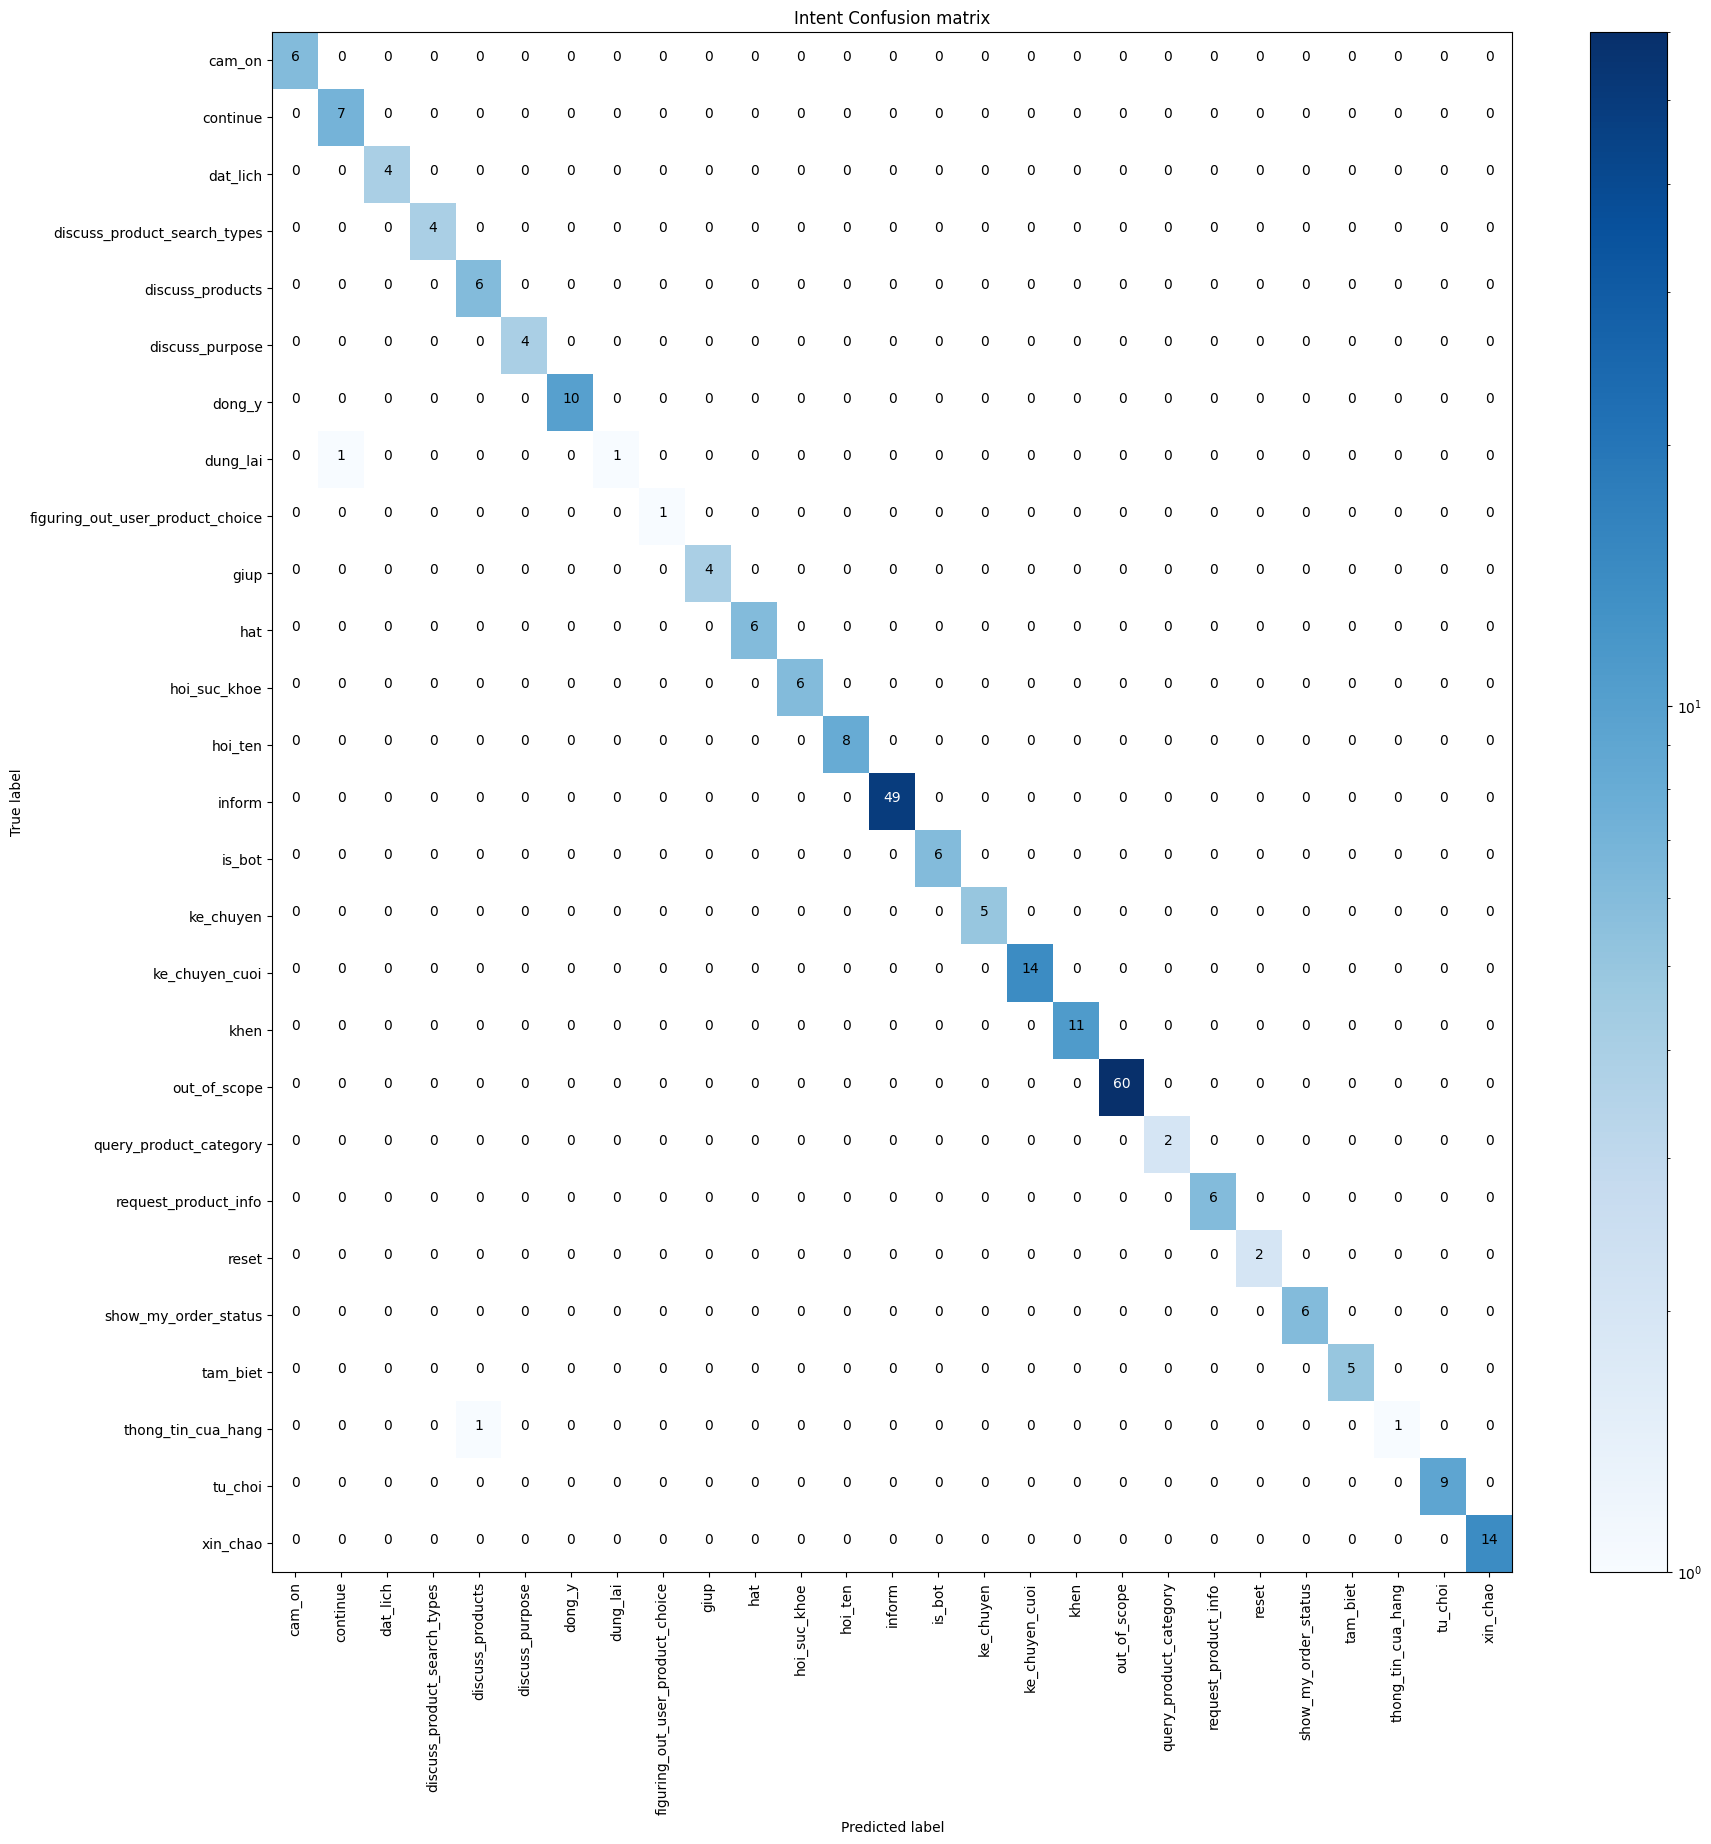 Intent Confusion matrix
cam_on 6 0 0 0 0 0 0 0 0 0 0 0 0 0 0 0 0 0 0 0 0 0 0 0 0 0 0
continue 0 7 0 0 0 0 0 0 0 0 0 0 0 0 0 0 0 0 0 0 0 0 0 0 0 0 0
dat_lich 0 0 4 0 0 0 0 0 0 0 0 0 0 0 0 0 0 0 0 0 0 0 0 0 0 0 0
discuss_product_search_types 0 0 0 4 0 0 0 0 0 0 0 0 0 0 0 0 0 0 0 0 0 0 0 0 0 0 0
discuss_products 0 0 0 0 6 0 0 0 0 0 0 0 0 0 0 0 0 0 0 0 0 0 0 0 0 0 0
discuss_purpose 0 0 0 0 0 4 0 0 0 0 0 0 0 0 0 0 0 0 0 0 0 0 0 0 0 0 0
dong_y 0 0 0 0 0 0 10 0 0 0 0 0 0 0 0 0 0 0 0 0 0 0 0 0 0 0 0
dung_lai 0 1 0 0 0 0 0 1 0 0 0 0 0 0 0 0 0 0 0 0 0 0 0 0 0 0 0
figuring_out_user_product_choice 0 0 0 0 0 0 0 0 1 0 0 0 0 0 0 0 0 0 0 0 0 0 0 0 0 0 0
giup 0 0 0 0 0 0 0 0 0 4 0 0 0 0 0 0 0 0 0 0 0 0 0 0 0 0 0
hat 0 0 0 0 0 0 0 0 0 0 6 0 0 0 0 0 0 0 0 0 0 0 0 0 0 0 0
hoi_suc_khoe 0 0 0 0 0 0 0 0 0 0 0 6 0 0 0 0 0 0 0 0 0 0 0 0 0 0 0
hoi_ten 0 0 0 0 0 0 0 0 0 0 0 0 8 0 0 0 0 0 0 0 0 0 0 0 0 0 0
inform 0 0 0 0 0 0 0 0 0 0 0 0 0 49 0 0 0 0 0 0 0 0 0 0 0 0 0
is_bot 0 0 0 0 0 0 0 0 0 0 0 0 0 0 6 0 0 0 0 0 0 0 0 0 0 0 0
ke_chuyen 0 0 0 0 0 0 0 0 0 0 0 0 0 0 0 5 0 0 0 0 0 0 0 0 0 0 0
ke_chuyen_cuoi 0 0 0 0 0 0 0 0 0 0 0 0 0 0 0 0 14 0 0 0 0 0 0 0 0 0 0
khen 0 0 0 0 0 0 0 0 0 0 0 0 0 0 0 0 0 11 0 0 0 0 0 0 0 0 0
out_of_scope 0 0 0 0 0 0 0 0 0 0 0 0 0 0 0 0 0 0 60 0 0 0 0 0 0 0 0
query_product_category 0 0 0 0 0 0 0 0 0 0 0 0 0 0 0 0 0 0 0 2 0 0 0 0 0 0 0
request_product_info 0 0 0 0 0 0 0 0 0 0 0 0 0 0 0 0 0 0 0 0 6 0 0 0 0 0 0
reset 0 0 0 0 0 0 0 0 0 0 0 0 0 0 0 0 0 0 0 0 0 2 0 0 0 0 0
show_my_order_status 0 0 0 0 0 0 0 0 0 0 0 0 0 0 0 0 0 0 0 0 0 0 6 0 0 0 0
tam_biet 0 0 0 0 0 0 0 0 0 0 0 0 0 0 0 0 0 0 0 0 0 0 0 5 0 0 0
thong_tin_cua_hang 0 0 0 0 1 0 0 0 0 0 0 0 0 0 0 0 0 0 0 0 0 0 0 0 1 0 0
tu_choi 0 0 0 0 0 0 0 0 0 0 0 0 0 0 0 0 0 0 0 0 0 0 0 0 0 9 0
xin_chao 0 0 0 0 0 0 0 0 0 0 0 0 0 0 0 0 0 0 0 0 0 0 0 0 0 0 14
True label
cam_on
continue
dat_lich
discuss_product_search_types
discuss_products
discuss_purpose
dong_y
dung_lai
figuring_out_user_product_choice
giup
hat
hoi_suc_khoe
hoi_ten
inform
is_bot
ke_chuyen
ke_chuyen_cuoi
khen
out_of_scope
query_product_category
request_product_info
reset
show_my_order_status
tam_biet
thong_tin_cua_hang
tu_choi
xin_chao
Predicted label
10¹
10⁰